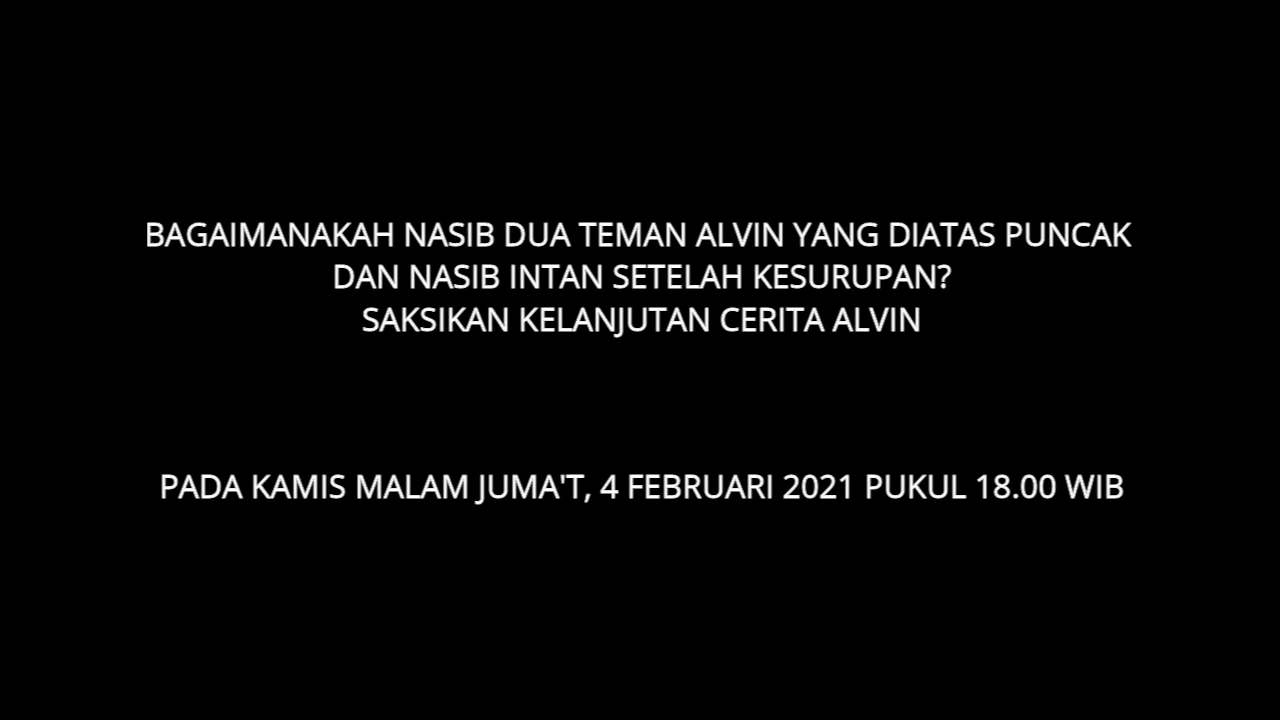 BAGAIMANAKAH NASIB DUA TEMAN ALVIN YANG DIATAS PUNCAK
DAN NASIB INTAN SETELAH KESURUPAN?
SAKSIKAN KELANJUTAN CERITA ALVIN
PADA KAMIS MALAM JUMA'T, 4 FEBRUARI 2021 PUKUL 18.00 WIB